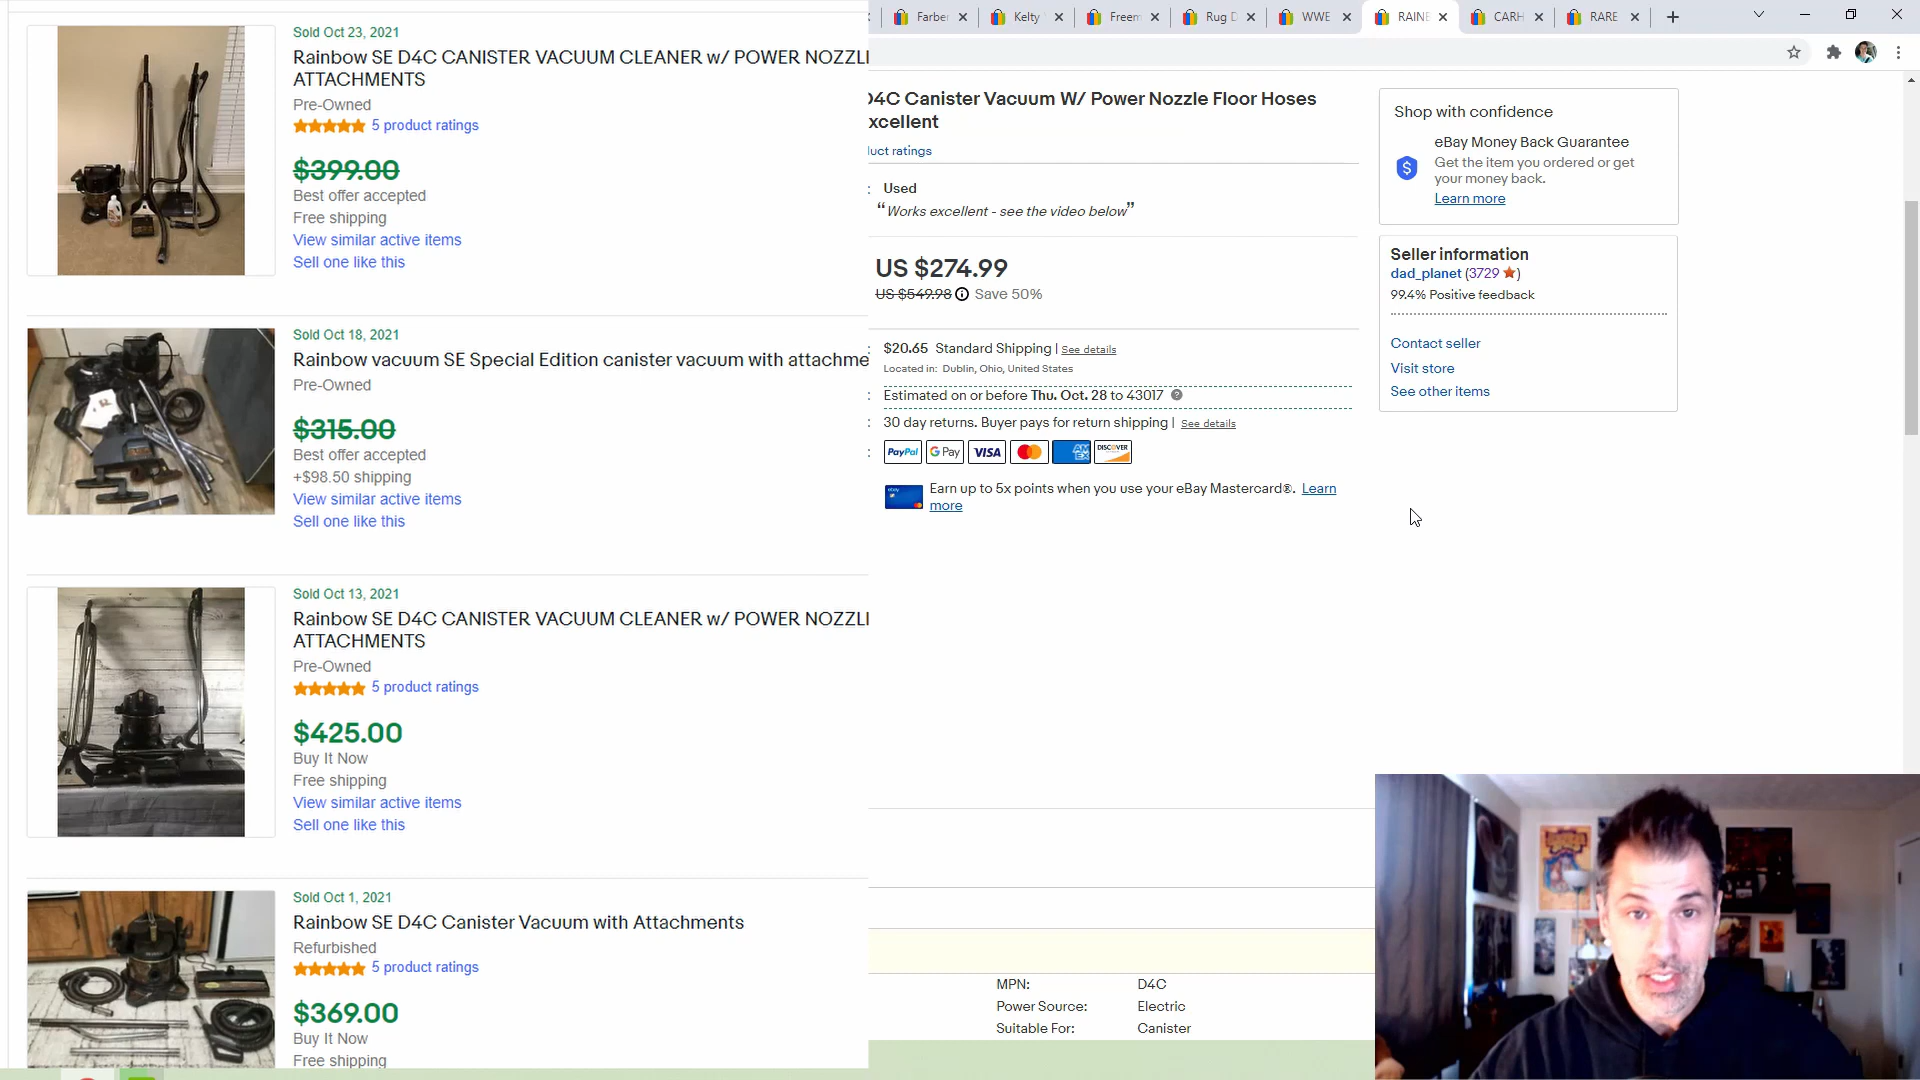 Sold Oct 23, 2021
Rainbow SE D4C CANISTER VACUUM CLEANER w/ POWER NOZZLE
ATTACHMENTS
Pre-Owned
5 product ratings
$399.00
Best offer accepted
Free shipping
View similar active items
Sell one like this
Sold Oct 18, 2021
Rainbow vacuum SE Special Edition canister vacuum with attachme
Pre-Owned
$315.00
Best offer accepted
+$98.50 shipping
View similar active items
Sell one like this
Sold Oct 13, 2021
Rainbow SE D4C CANISTER VACUUM CLEANER w/ POWER NOZZLE
ATTACHMENTS
Pre-Owned
5 product ratings
$425.00
Buy It Now
Free shipping
View similar active items
Sell one like this
Sold Oct 1, 2021
Rainbow SE D4C Canister Vacuum with Attachments
Refurbished
5 product ratings
$369.00
Buy It Now
Free shipping
Farber
Kelty
Freem
Rug D
WWE
RAINE
CARH
RARE
D4C Canister Vacuum W/ Power Nozzle Floor Hoses
xcellent
uct ratings
: Used
“Works excellent - see the video below”
US $274.99
US $549.98 Save 50%
: $20.65 Standard Shipping | See details
Located in: Dublin, Ohio, United States
: Estimated on or before Thu. Oct. 28 to 43017
: 30 day returns. Buyer pays for return shipping | See details
: PayPal G Pay VISA AM EX DISCOVER
ebay Earn up to 5x points when you use your eBay Mastercard®. Learn
more
MPN: D4C
Power Source: Electric
Suitable For: Canister
Shop with confidence
eBay Money Back Guarantee
Get the item you ordered or get
your money back.
Learn more
Seller information
dad_planet (3729)
99.4% Positive feedback
Contact seller
Visit store
See other items